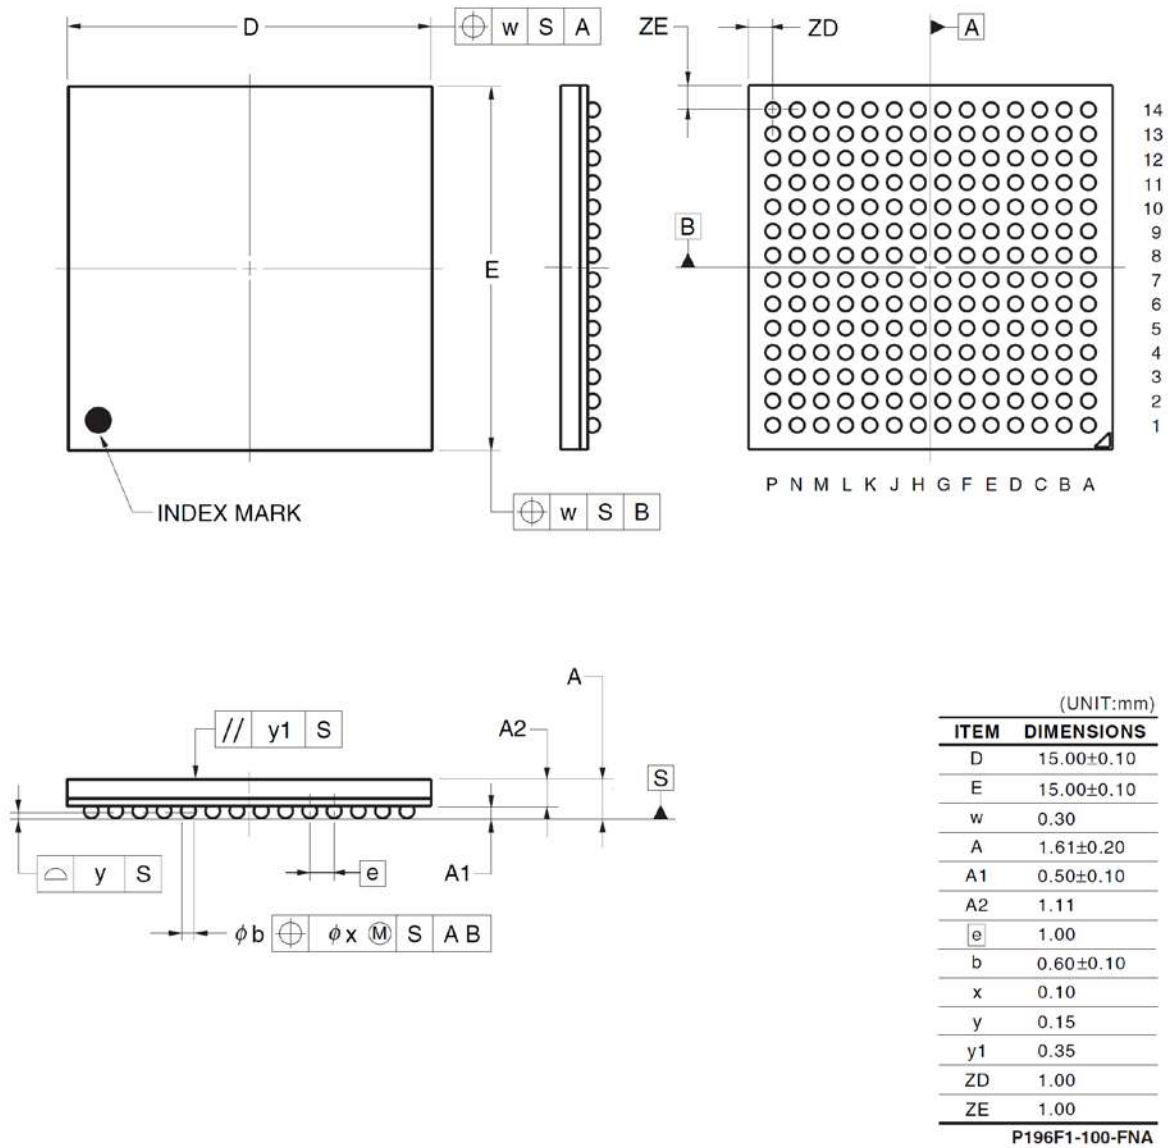 D
⌖ w S A
ZE
ZD
A
14
13
12
11
10
9
8
7
6
5
4
3
2
1
B
E
P N M L K J H G F E D C B A
INDEX MARK
⌖ w S B
// y1 S
A2
A
S
⌓ y S
e
A1
φb ⌖ φx Ⓜ S A B
(UNIT:mm)
ITEM DIMENSIONS
D 15.00±0.10
E 15.00±0.10
w 0.30
A 1.61±0.20
A1 0.50±0.10
A2 1.11
e 1.00
b 0.60±0.10
x 0.10
y 0.15
y1 0.35
ZD 1.00
ZE 1.00
P196F1-100-FNA